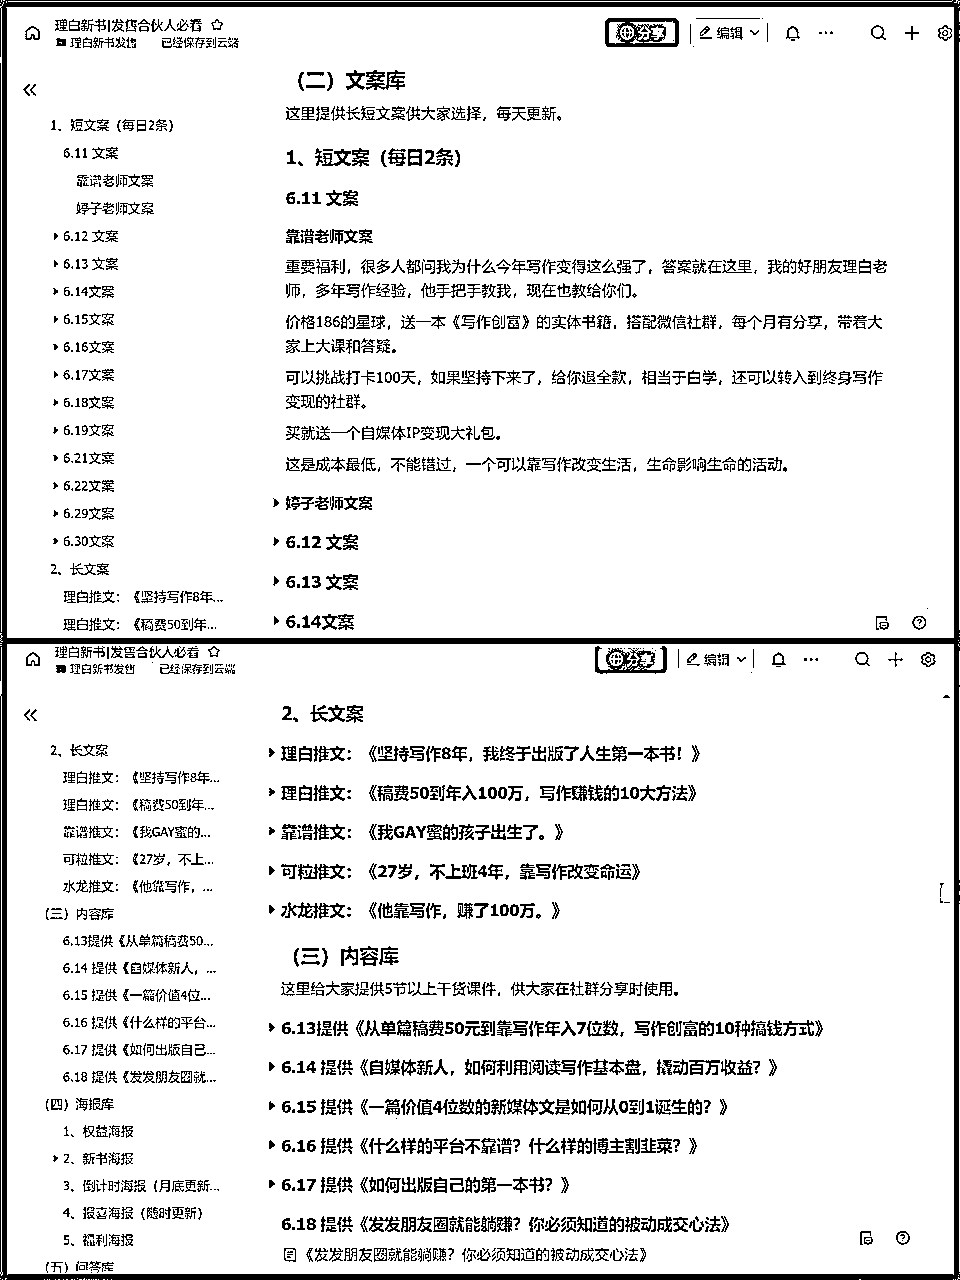 理白新书|发售合伙人必看
理白新书发售 已经保存到云端
分享
编辑
1、短文案（每日2条）
6.11 文案
靠谱老师文案
婷子老师文案
6.12 文案
6.13 文案
6.14文案
6.15文案
6.16文案
6.17文案
6.18文案
6.19文案
6.21文案
6.22文案
6.29文案
6.30文案
2、长文案
理白推文：《坚持写作8年...
理白推文：《稿费50到年...
（二）文案库
这里提供长短文案供大家选择，每天更新。
1、短文案（每日2条）
6.11 文案
靠谱老师文案
重要福利，很多人都问我为什么今年写作变得这么强了，答案就在这里，我的好朋友理白老
师，多年写作经验，他手把手教我，现在也教给你们。
价格186的星球，送一本《写作创富》的实体书籍，搭配微信社群，每个月有分享，带着大
家上大课和答疑。
可以挑战打卡100天，如果坚持下来了，给你退全款，相当于白学，还可以转入到终身写作
变现的社群。
买就送一个自媒体IP变现大礼包。
这是成本最低，不能错过，一个可以靠写作改变生活，生命影响生命的活动。
婷子老师文案
6.12 文案
6.13 文案
6.14文案
理白新书|发售合伙人必看
理白新书发售 已经保存到云端
分享
编辑
2、长文案
理白推文：《坚持写作8年...
理白推文：《稿费50到年...
靠谱推文：《我GAY蜜的...
可粒推文：《27岁，不上...
水龙推文：《他靠写作，...
（三）内容库
6.13提供《从单篇稿费50...
6.14 提供《自媒体新人，...
6.15 提供《一篇价值4位...
6.16 提供《什么样的平台...
6.17 提供《如何出版自己...
6.18 提供《发发朋友圈就...
（四）海报库
1、权益海报
2、新书海报
3、倒计时海报（月底更新...
4、报喜海报（随时更新）
5、福利海报
（五）问答库
2、长文案
理白推文：《坚持写作8年，我终于出版了人生第一本书！》
理白推文：《稿费50到年入100万，写作赚钱的10大方法》
靠谱推文：《我GAY蜜的孩子出生了。》
可粒推文：《27岁，不上班4年，靠写作改变命运》
水龙推文：《他靠写作，赚了100万。》
（三）内容库
这里给大家提供5节以上干货课件，供大家在社群分享时使用。
6.13提供《从单篇稿费50元到靠写作年入7位数，写作创富的10种搞钱方式》
6.14 提供《自媒体新人，如何利用阅读写作基本盘，撬动百万收益？》
6.15 提供《一篇价值4位数的新媒体文是如何从0到1诞生的？》
6.16 提供《什么样的平台不靠谱？什么样的博主割韭菜？》
6.17 提供《如何出版自己的第一本书？》
6.18 提供《发发朋友圈就能躺赚？你必须知道的被动成交心法》
《发发朋友圈就能躺赚？你必须知道的被动成交心法》